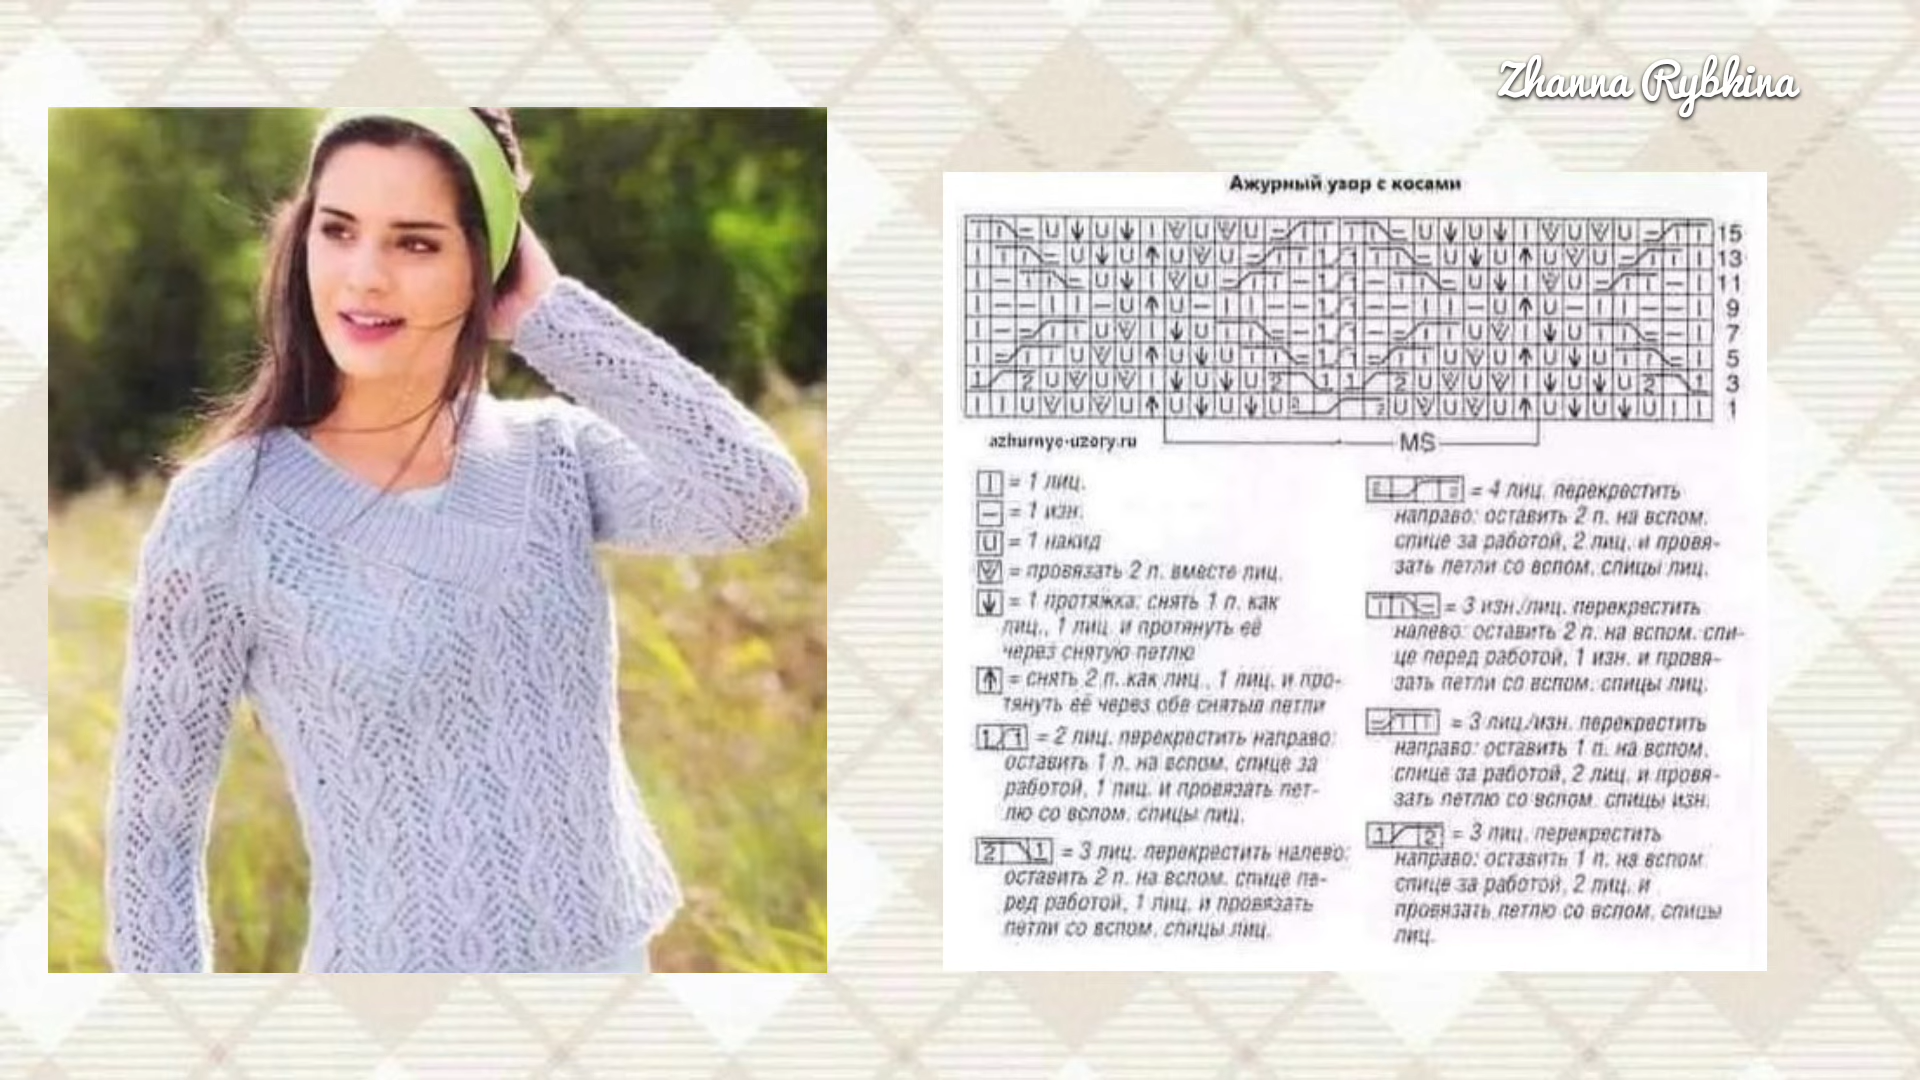 Zhanna Rybkina
Ажурный узор с косами
15
13
11
9
7
5
3
1
azhurnye-uzory.ru
MS
= 1 лиц.
= 1 изн.
= 1 накид
= провязать 2 п. вместе лиц.
= 1 протяжка: снять 1 п. как
лиц., 1 лиц. и протянуть её
через снятую петлю
= снять 2 п. как лиц., 1 лиц. и про-
тянуть её через обе снятые петли
1 1 = 2 лиц. перекрестить направо:
оставить 1 п. на вспом. спице за
работой, 1 лиц. и провязать пет-
лю со вспом. спицы лиц.
2 1 = 3 лиц. перекрестить налево:
оставить 2 п. на вспом. спице пе-
ред работой, 1 лиц. и провязать
петли со вспом. спицы лиц.
2 2 = 4 лиц. перекрестить
направо: оставить 2 п. на вспом.
спице за работой, 2 лиц. и провя-
зать петли со вспом. спицы лиц.
= 3 изн./лиц. перекрестить
налево: оставить 2 п. на вспом. спи-
це перед работой, 1 изн. и провя-
зать петли со вспом. спицы лиц.
= 3 лиц./изн. перекрестить
направо: оставить 1 п. на вспом.
спице за работой, 2 лиц. и провя-
зать петлю со вспом. спицы изн.
1 2 = 3 лиц. перекрестить
направо: оставить 1 п. на вспом.
спице за работой, 2 лиц. и
провязать петлю со вспом. спицы
лиц.